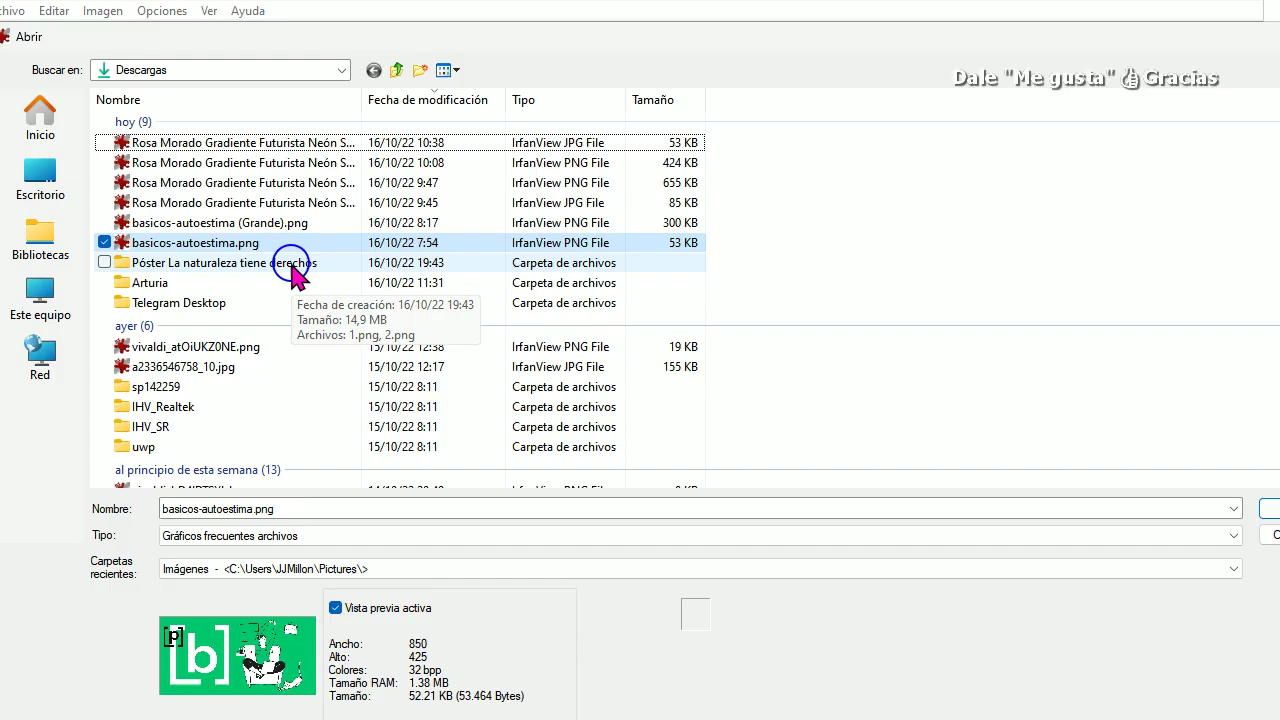 chivo Editar Imagen Opciones Ver Ayuda
Abrir
Buscar en: Descargas
Dale "Me gusta" Gracias
Nombre Fecha de modificación Tipo Tamaño
hoy (9)
Rosa Morado Gradiente Futurista Neón S... 16/10/22 10:38 IrfanView JPG File 53 KB
Rosa Morado Gradiente Futurista Neón S... 16/10/22 10:08 IrfanView PNG File 424 KB
Rosa Morado Gradiente Futurista Neón S... 16/10/22 9:47 IrfanView PNG File 655 KB
Rosa Morado Gradiente Futurista Neón S... 16/10/22 9:45 IrfanView JPG File 85 KB
basicos-autoestima (Grande).png 16/10/22 8:17 IrfanView PNG File 300 KB
basicos-autoestima.png 16/10/22 7:54 IrfanView PNG File 53 KB
Póster La naturaleza tiene derechos 16/10/22 19:43 Carpeta de archivos
Arturia 16/10/22 11:31 Carpeta de archivos
Telegram Desktop Carpeta de archivos
Fecha de creación: 16/10/22 19:43
Tamaño: 14,9 MB
Archivos: 1.png, 2.png
ayer (6)
vivaldi_atOiUKZ0NE.png 15/10/22 12:38 IrfanView PNG File 19 KB
a2336546758_10.jpg 15/10/22 12:17 IrfanView JPG File 155 KB
sp142259 15/10/22 8:11 Carpeta de archivos
IHV_Realtek 15/10/22 8:11 Carpeta de archivos
IHV_SR 15/10/22 8:11 Carpeta de archivos
uwp 15/10/22 8:11 Carpeta de archivos
al principio de esta semana (13)
Inicio
Escritorio
Bibliotecas
Este equipo
Red
Nombre: basicos-autoestima.png
Tipo: Gráficos frecuentes archivos
Carpetas recientes: Imágenes - <C:\Users\JJMillon\Pictures\>
[p]
[b]
Vista previa activa
Ancho: 850
Alto: 425
Colores: 32 bpp
Tamaño RAM: 1.38 MB
Tamaño: 52.21 KB (53.464 Bytes)